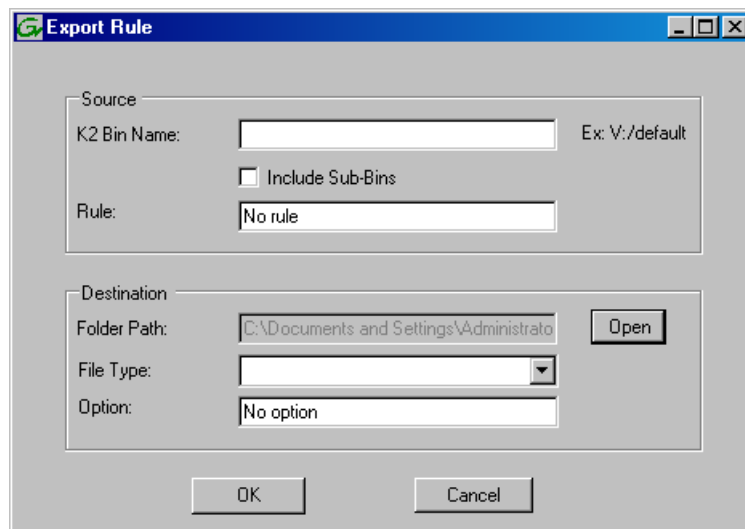 Export Rule
Source
K2 Bin Name:
Ex: V:/default
Include Sub-Bins
Rule:
No rule
Destination
Folder Path:
C:\Documents and Settings\Administrato
Open
File Type:
Option:
No option
OK
Cancel